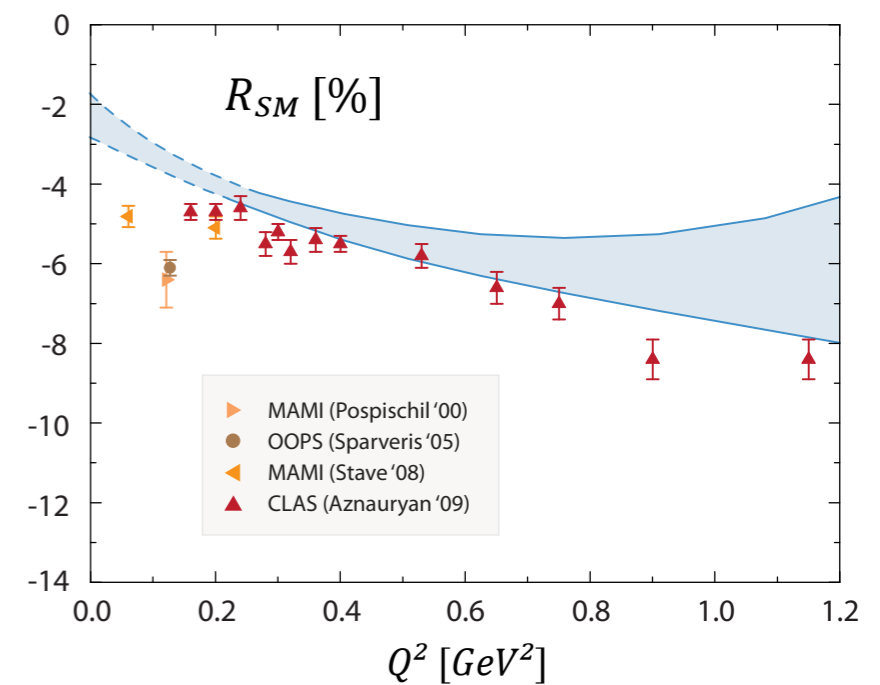 0
-2
-4
-6
-8
-10
-12
-14
R_SM [%]
MAMI (Pospischil ‘00)
OOPS (Sparveris ‘05)
MAMI (Stave ‘08)
CLAS (Aznauryan ‘09)
0.0 0.2 0.4 0.6 0.8 1.0 1.2
Q² [GeV²]